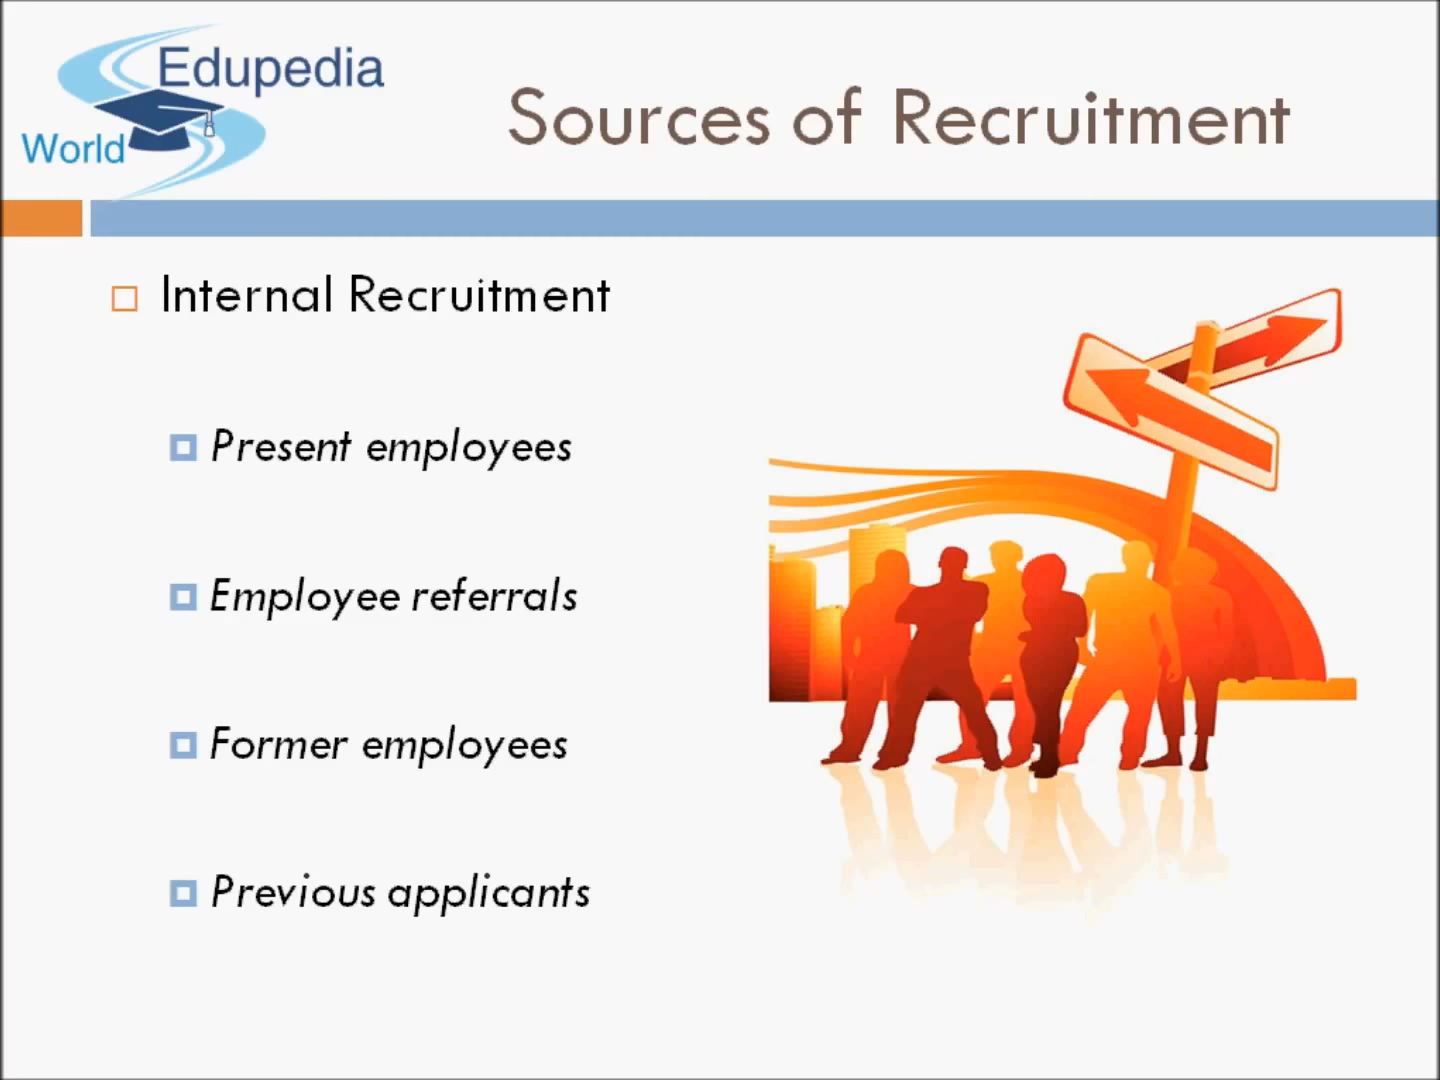 Edupedia
World
Sources of Recruitment
Internal Recruitment
Present employees
Employee referrals
Former employees
Previous applicants